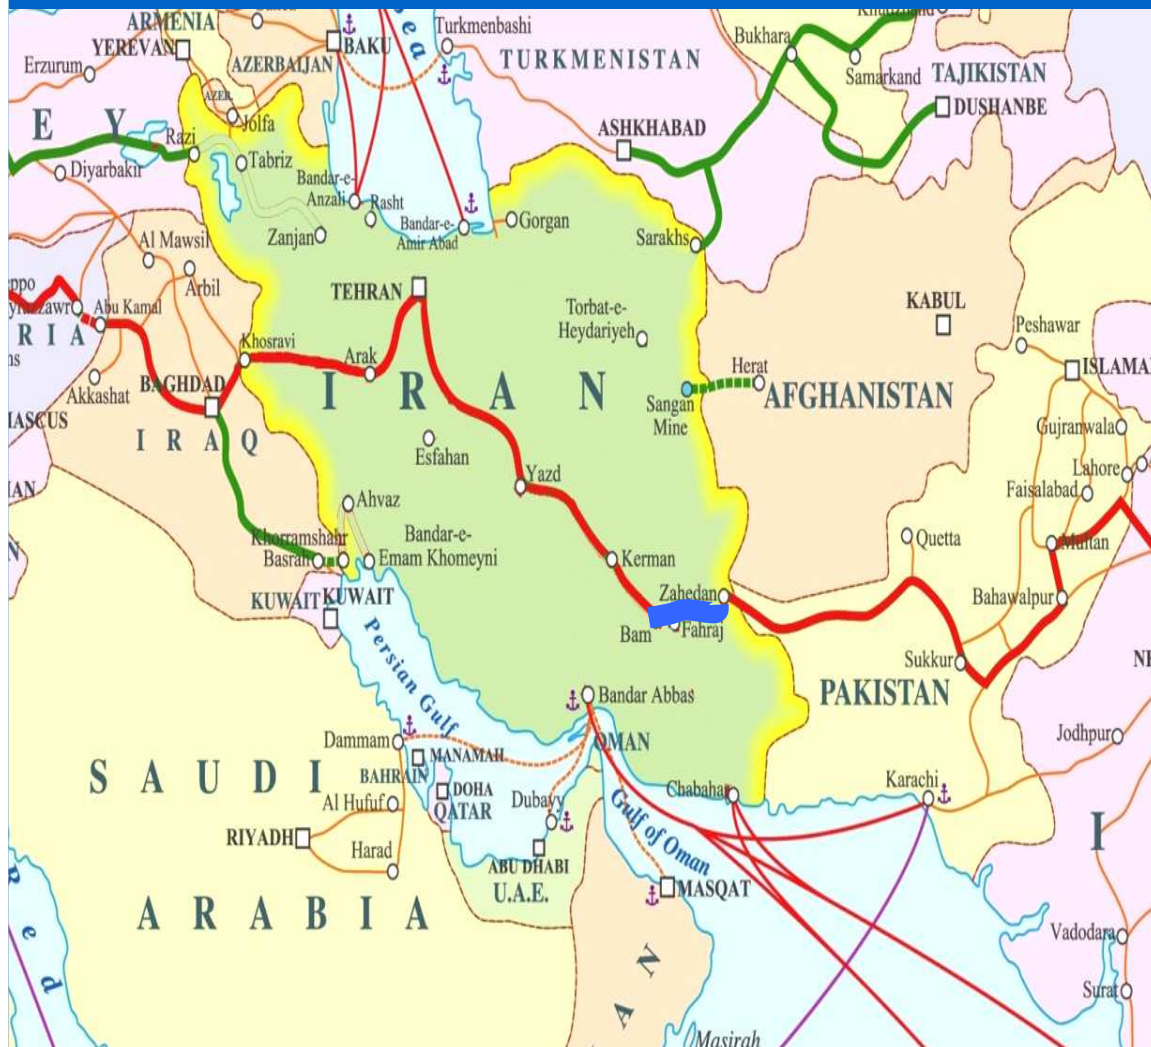 Turkmenbashi
Bukhara
ARMENIA
YEREVAN
BAKU
AZERBAIJAN
Erzurum
TURKMENISTAN
Samarkand
TAJIKISTAN
DUSHANBE
AZER.
Jolfa
E Y
Razi
ASHKHABAD
Diyarbakir
Tabriz
Bandar-e-
Anzali
Rasht
Bandar-e-
Amir Abad
Gorgan
Zanjan
Sarakhs
Al Mawsil
Arbil
TEHRAN
Torbat-e-
Heydariyeh
KABUL
Peshawar
Abu Kamal
RIA
Khosravi
Arak
Herat
ISLAMA
Akkashat
BAGHDAD
IRAN
Sangan
Mine
AFGHANISTAN
MASCUS
IRAQ
Esfahan
Gujranwala
Lahore
Faisalabad
Yazd
Ahvaz
Khorramshahr
Basrah
Bandar-e-
Emam Khomeyni
Quetta
Multan
Kerman
KUWAIT
KUWAIT
Zahedan
Bahawalpur
Bam
Fahraj
Sukkur
Persian Gulf
PAKISTAN
Bandar Abbas
Dammam
OMAN
Jodhpur
MANAMAH
BAHRAIN
SAUDI
DOHA
QATAR
Chabahar
Karachi
Al Hufuf
Dubayy
Gulf of Oman
RIYADH
Harad
ABU DHABI
U.A.E.
MASQAT
I
ARABIA
Red
Vadodara
AN
Surat
Masirah